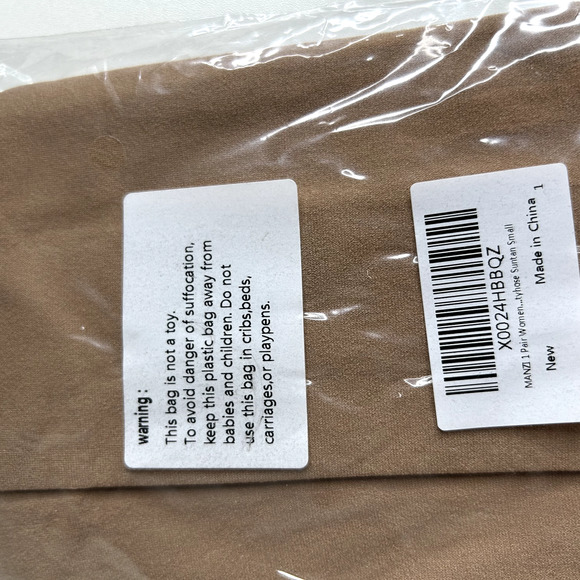 warning :
This bag is not a toy.
To avoid danger of suffocation,
keep this plastic bag away from
babies and children. Do not
use this bag in cribs,beds,
carriages,or playpens.
X0024HBBQZ
MANZI 1 Pair Women...tyhose Suntan Small
New
Made in China
1